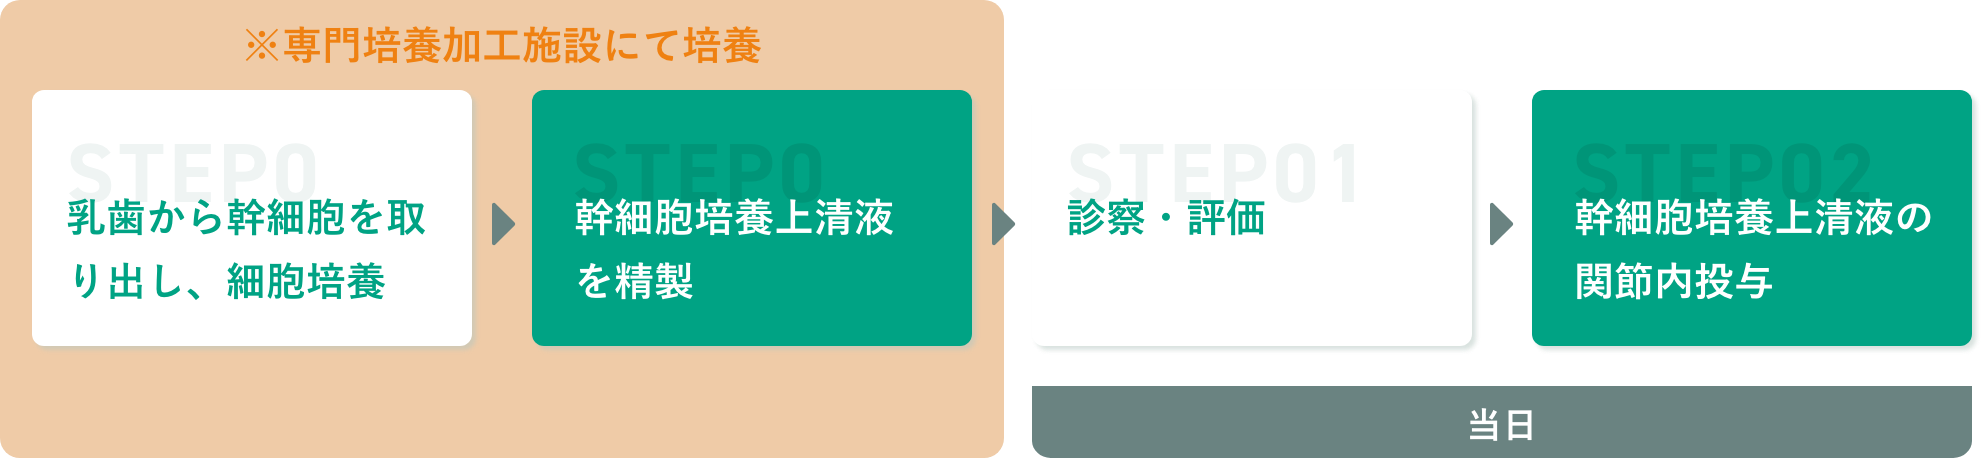 ※専門培養加工施設にて培養
STEP0
乳歯から幹細胞を取
り出し、細胞培養
STEP0
幹細胞培養上清液
を精製
STEP01
診察・評価
STEP02
幹細胞培養上清液の
関節内投与
当日